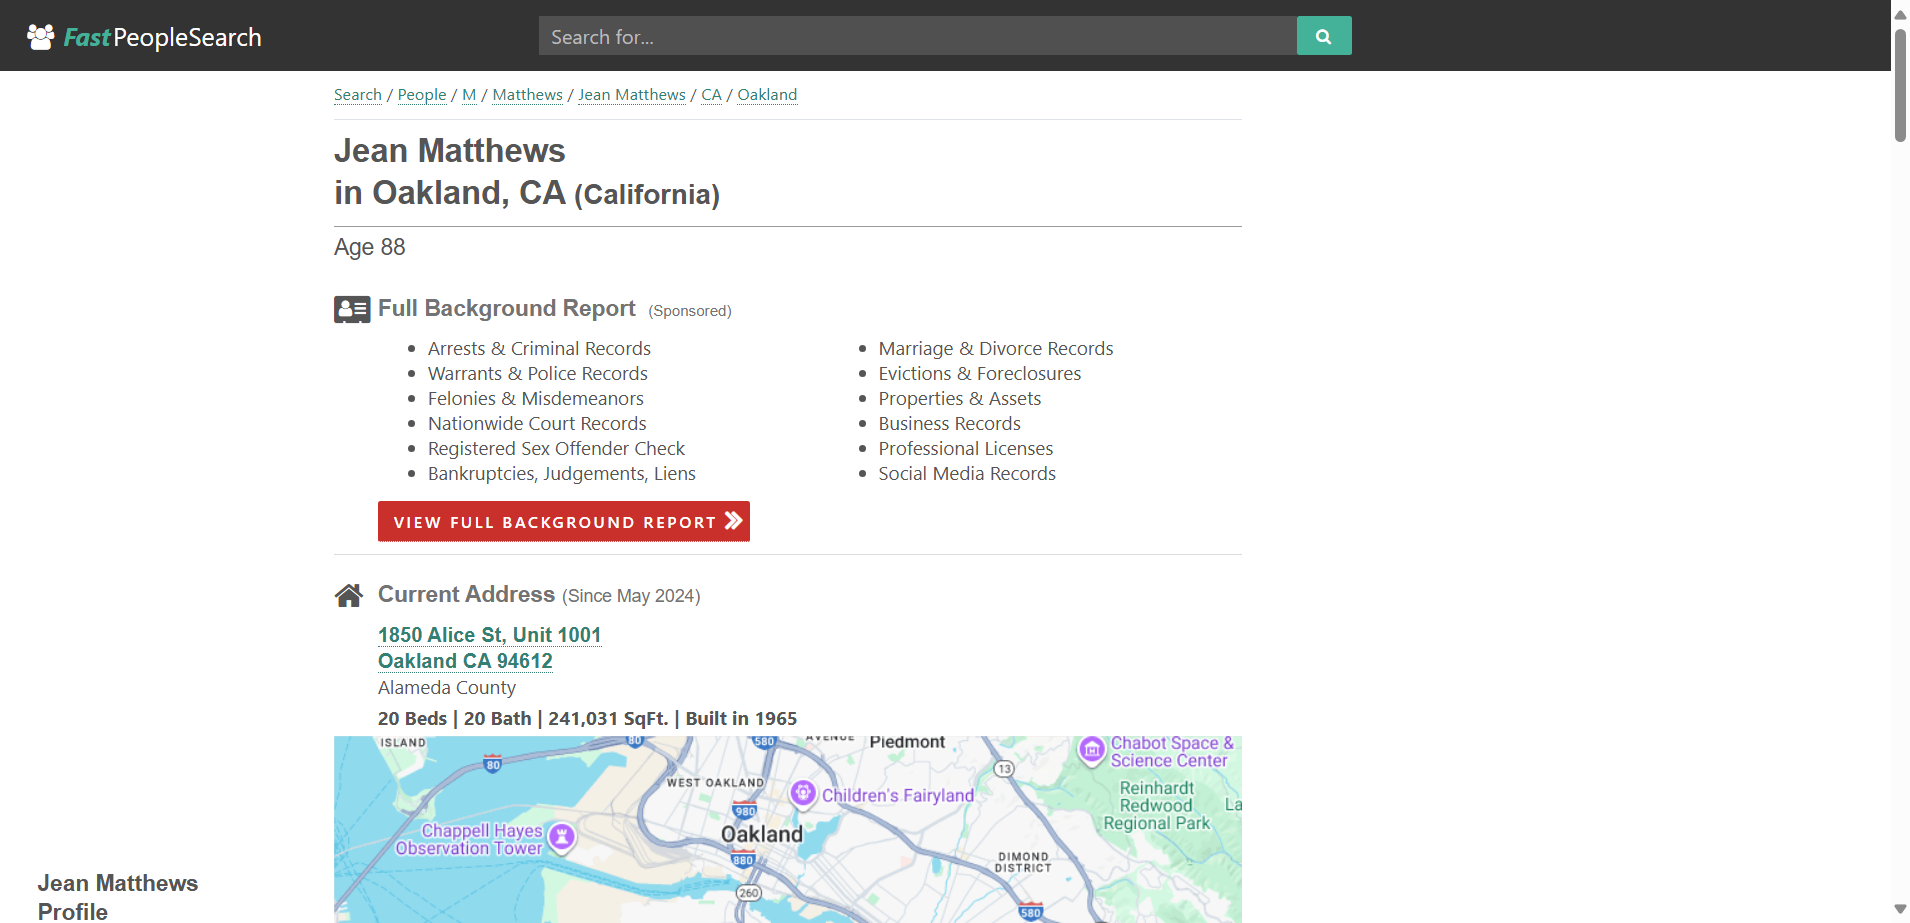 FastPeopleSearch
Search for...
Search / People / M / Matthews / Jean Matthews / CA / Oakland
Jean Matthews
in Oakland, CA (California)
Age 88
Full Background Report (Sponsored)
Arrests & Criminal Records
Warrants & Police Records
Felonies & Misdemeanors
Nationwide Court Records
Registered Sex Offender Check
Bankruptcies, Judgements, Liens
Marriage & Divorce Records
Evictions & Foreclosures
Properties & Assets
Business Records
Professional Licenses
Social Media Records
VIEW FULL BACKGROUND REPORT
Current Address (Since May 2024)
1850 Alice St, Unit 1001
Oakland CA 94612
Alameda County
20 Beds | 20 Bath | 241,031 SqFt. | Built in 1965
ISLAND
80
80
580
AVENUE
Piedmont
13
Chabot Space &
Science Center
WEST OAKLAND
Children's Fairyland
980
Reinhardt
Redwood
Regional Park
La
Chappell Hayes
Observation Tower
Oakland
880
DIMOND
DISTRICT
260
580
Jean Matthews
Profile